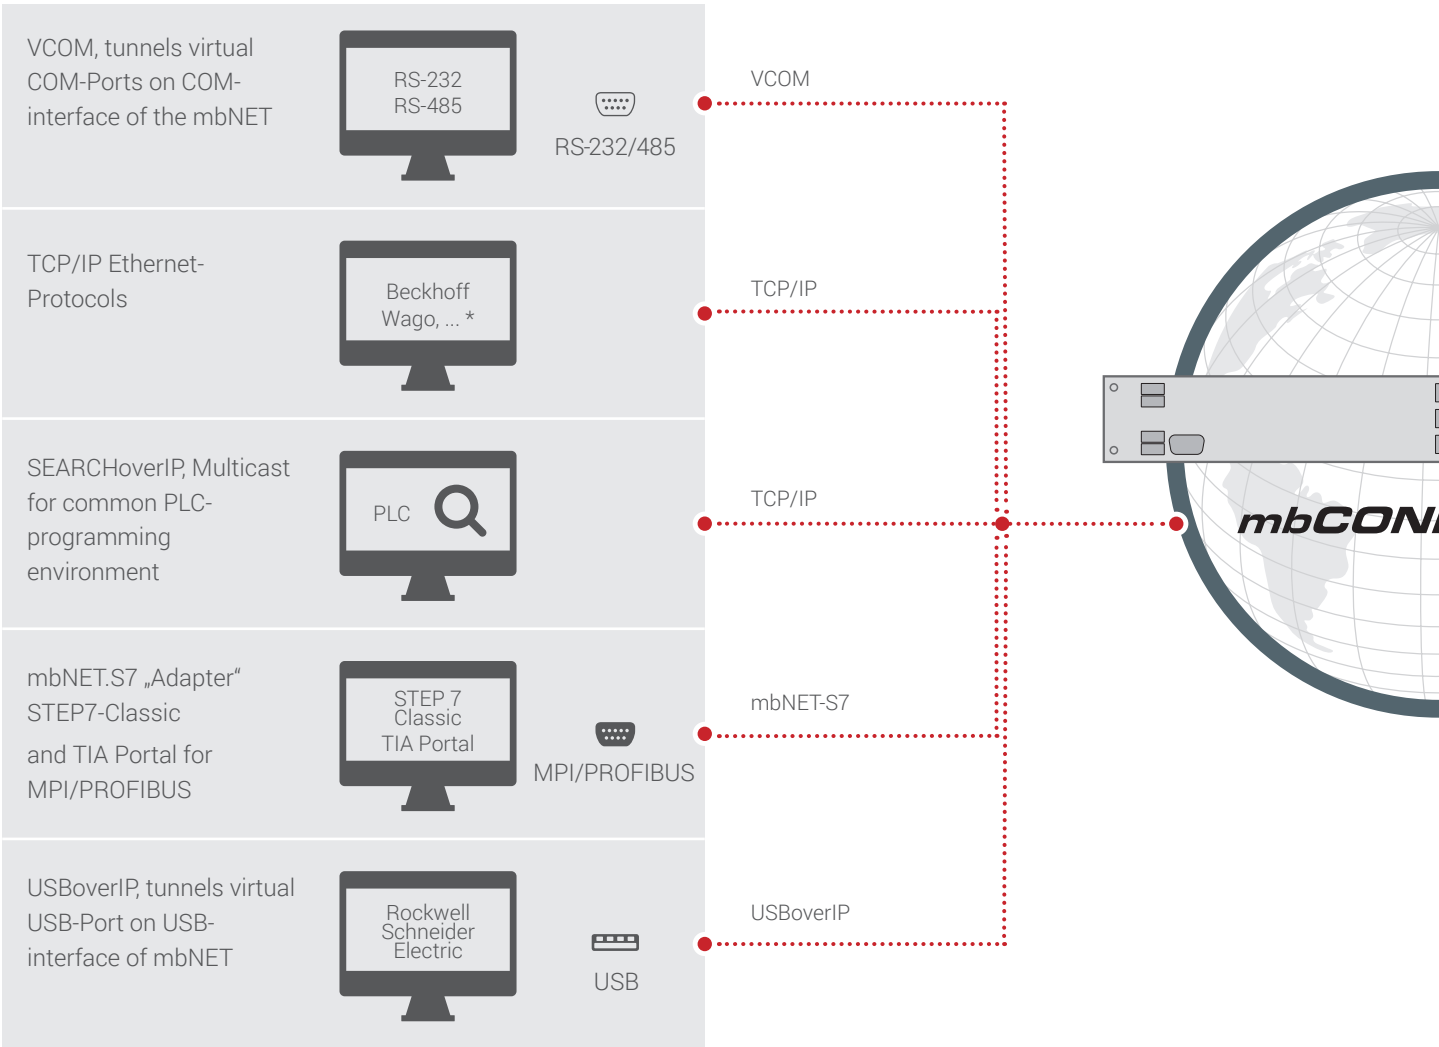 VCOM, tunnels virtual
COM-Ports on COM-
interface of the mbNET
RS-232
RS-485
RS-232/485
VCOM
TCP/IP Ethernet-
Protocols
Beckhoff
Wago, ... *
TCP/IP
SEARCHoverIP, Multicast
for common PLC-
programming
environment
PLC
TCP/IP
mbCON
mbNET.S7 „Adapter“
STEP7-Classic
and TIA Portal for
MPI/PROFIBUS
STEP 7
Classic
TIA Portal
MPI/PROFIBUS
mbNET-S7
USBoverIP, tunnels virtual
USB-Port on USB-
interface of mbNET
Rockwell
Schneider
Electric
USB
USBoverIP